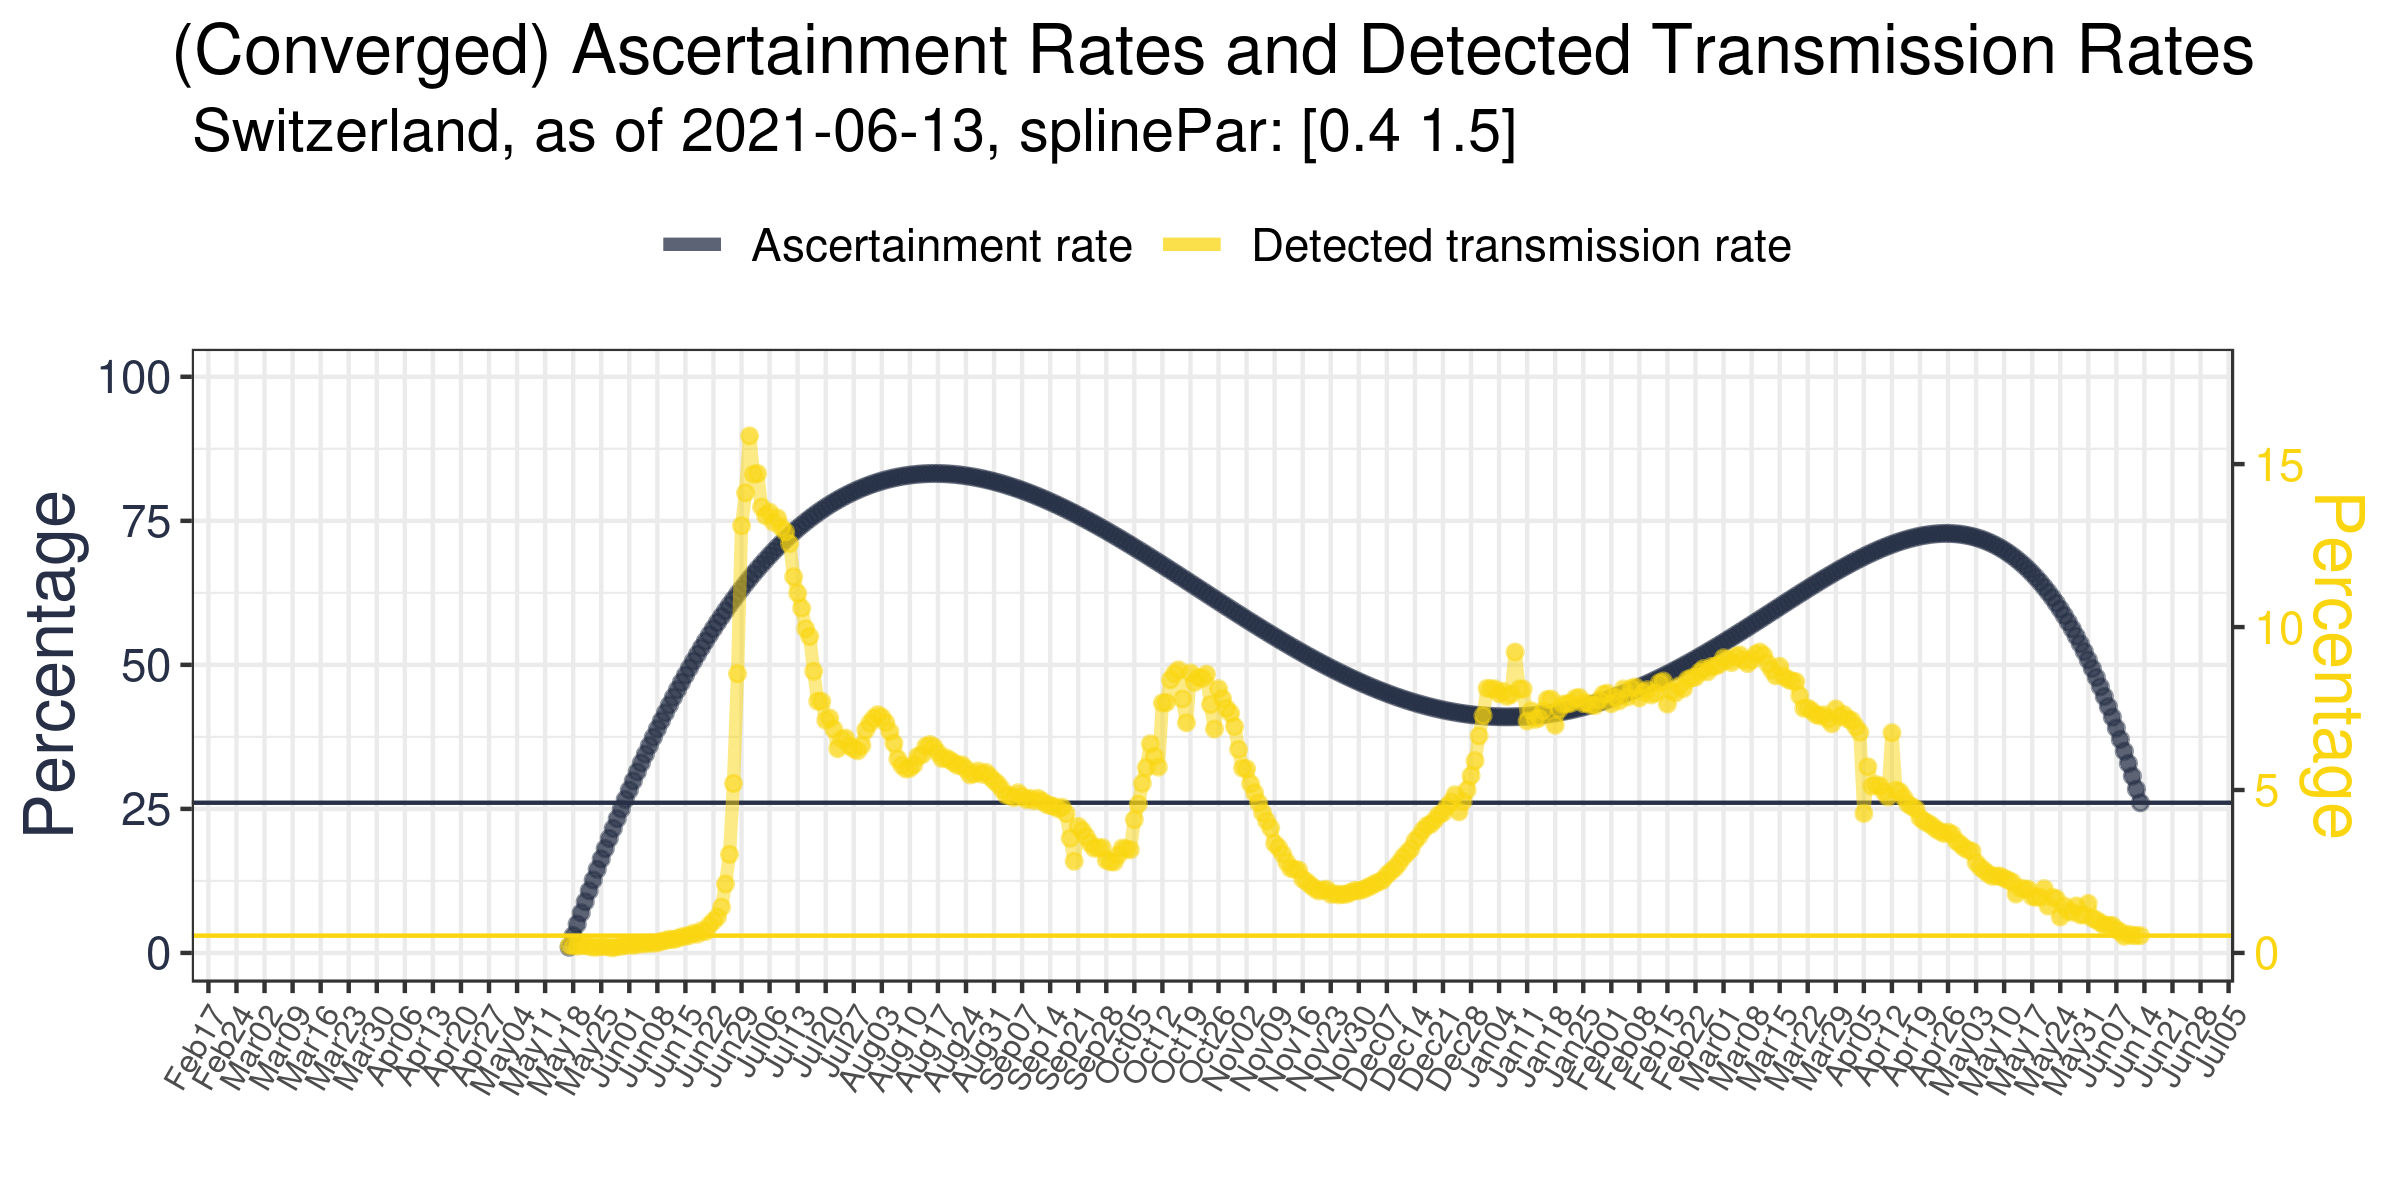 (Converged) Ascertainment Rates and Detected Transmission Rates
Switzerland, as of 2021-06-13, splinePar: [0.4 1.5]
Ascertainment rate
Detected transmission rate
Percentage
100
75
50
25
0
15
10
5
0
Percentage
Feb17
Feb24
Mar02
Mar09
Mar16
Mar23
Mar30
Apr06
Apr13
Apr20
Apr27
May04
May11
May18
May25
Jun01
Jun08
Jun15
Jun22
Jun29
Jul06
Jul13
Jul20
Jul27
Aug03
Aug10
Aug17
Aug24
Aug31
Sep07
Sep14
Sep21
Sep28
Oct05
Oct12
Oct19
Oct26
Nov02
Nov09
Nov16
Nov23
Nov30
Dec07
Dec14
Dec21
Dec28
Jan04
Jan11
Jan18
Jan25
Feb01
Feb08
Feb15
Feb22
Mar01
Mar08
Mar15
Mar22
Mar29
Apr05
Apr12
Apr19
Apr26
May03
May10
May17
May24
May31
Jun07
Jun14
Jun21
Jun28
Jul05